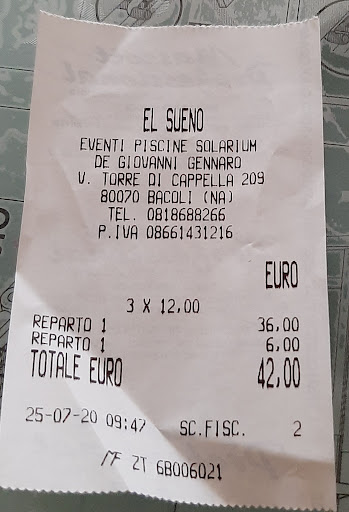 EL SUENO
EVENTI PISCINE SOLARIUM
DE GIOVANNI GENNARO
V. TORRE DI CAPPELLA 209
80070 BACOLI (NA)
TEL. 0818688266
P.IVA 08661431216
EURO
3 X 12,00
REPARTO 1 36,00
REPARTO 1 6,00
TOTALE EURO 42,00
25-07-20 09:47 SC.FISC. 2
MF ZT 6B006021